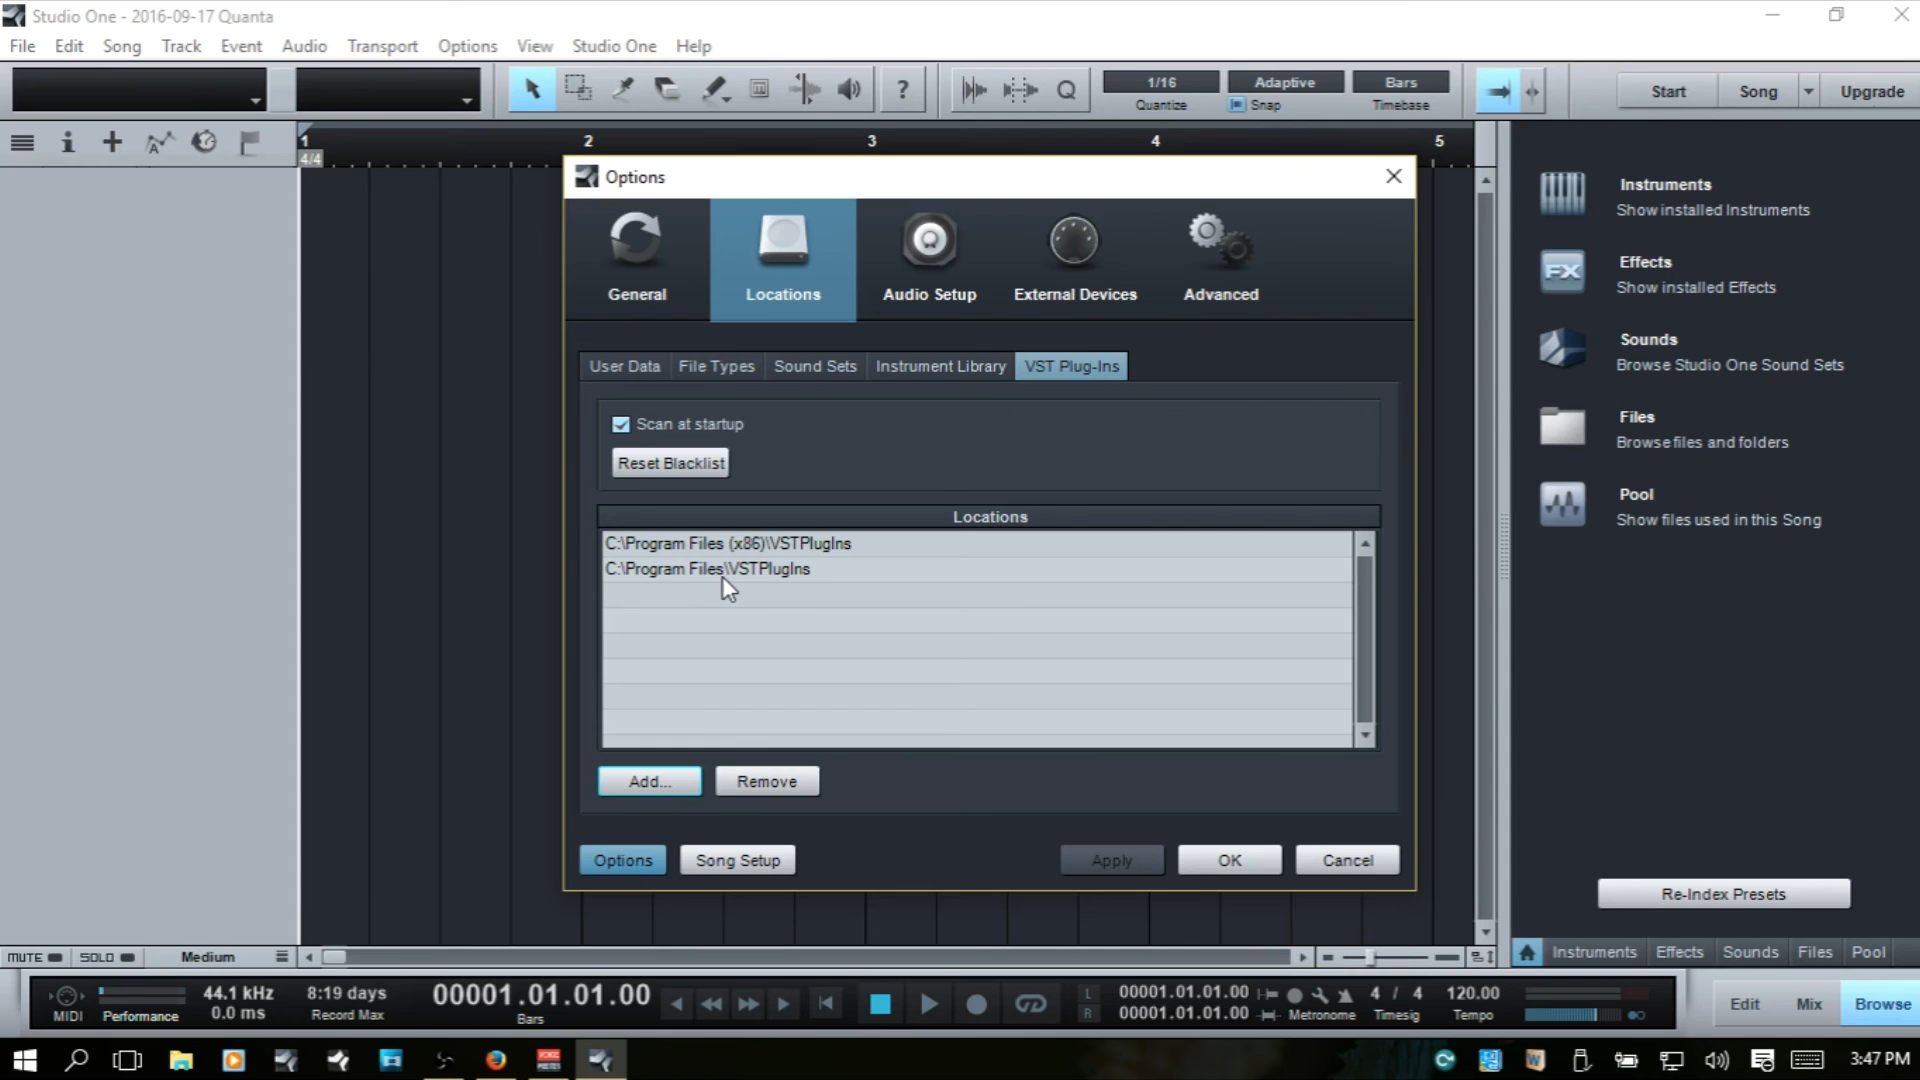 Studio One - 2016-09-17 Quanta
File Edit Song Track Event Audio Transport Options View Studio One Help
? Q 1/16 Adaptive Bars
Quantize Snap Timebase
Start Song Upgrade
1 2 3 4 5
4/4
Options
General Locations Audio Setup External Devices Advanced
User Data File Types Sound Sets Instrument Library VST Plug-Ins
Scan at startup
Reset Blacklist
Locations
C:\Program Files (x86)\VSTPlugIns
C:\Program Files\VSTPlugIns
Add... Remove
Options Song Setup Apply OK Cancel
Instruments
Show installed Instruments
FX
Effects
Show installed Effects
Sounds
Browse Studio One Sound Sets
Files
Browse files and folders
Pool
Show files used in this Song
Re-Index Presets
Instruments Effects Sounds Files Pool
MUTE SOLO Medium
MIDI Performance
44.1 kHz
0.0 ms
8:19 days
Record Max
00001.01.01.00
Bars
L 00001.01.01.00
R 00001.01.01.00
Metronome
4 / 4
Timesig
120.00
Tempo
Edit Mix Browse
3:47 PM